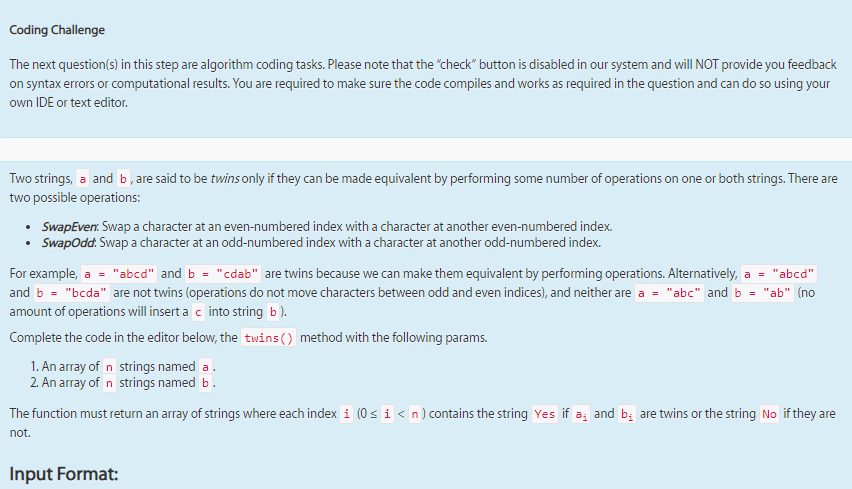 Coding Challenge
The next question(s) in this step are algorithm coding tasks. Please note that the "check" button is disabled in our system and will NOT provide you feedback
on syntax errors or computational results. You are required to make sure the code compiles and works as required in the question and can do so using your
own IDE or text editor.
Two strings, a and b, are said to be twins only if they can be made equivalent by performing some number of operations on one or both strings. There are
two possible operations:
• SwapEven: Swap a character at an even-numbered index with a character at another even-numbered index.
• SwapOdd: Swap a character at an odd-numbered index with a character at another odd-numbered index.
For example, a = "abcd" and b = "cdab" are twins because we can make them equivalent by performing operations. Alternatively, a = "abcd"
and b = "bcda" are not twins (operations do not move characters between odd and even indices), and neither are a = "abc" and b = "ab" (no
amount of operations will insert a c into string b).
Complete the code in the editor below, the twins() method with the following params.
1. An array of n strings named a.
2. An array of n strings named b.
The function must return an array of strings where each index i (0 ≤ i < n) contains the string Yes if aᵢ and bᵢ are twins or the string No if they are
not.
Input Format: